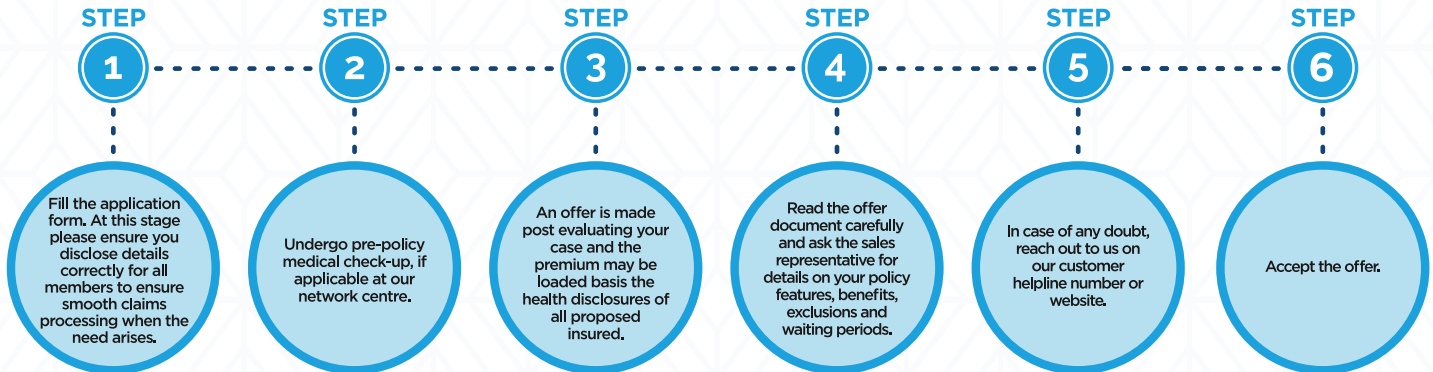 STEP
1
Fill the application
form. At this stage
please ensure you
disclose details
correctly for all
members to ensure
smooth claims
processing when the
need arises.
STEP
2
Undergo pre-policy
medical check-up, if
applicable at our
network centre.
STEP
3
An offer is made
post evaluating your
case and the
premium may be
loaded basis the
health disclosures of
all proposed
insured.
STEP
4
Read the offer
document carefully
and ask the sales
representative for
details on your policy
features, benefits,
exclusions and
waiting periods.
STEP
5
In case of any doubt,
reach out to us on
our customer
helpline number or
website.
STEP
6
Accept the offer.